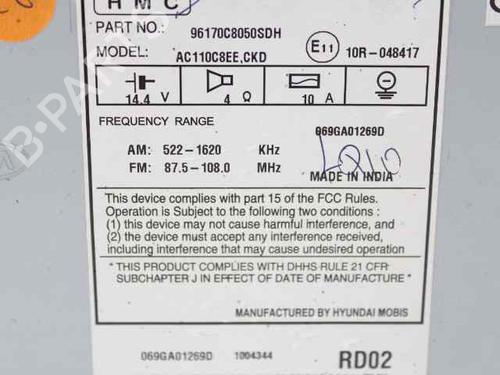 H M C
PART NO.: 96170C8050SDH
MODEL: AC110C8EE,CKD
E11 10R-048417
14.4 V 4 Ω 10 A
FREQUENCY RANGE 069GA01269D
AM: 522-1620 KHz
FM: 87.5-108.0 MHz
MADE IN INDIA
This device complies with part 15 of the FCC Rules.
Operation is Subject to the following two conditions :
(1) this device may not cause harmful interference, and
(2) the device must accept any interference received,
including interference that may cause undesired operation
* THIS PRODUCT COMPLIES WITH DHHS RULE 21 CFR
SUBCHAPTER J IN EFFECT OF DATE OF MANUFACTURE *
MANUFACTURED BY HYUNDAI MOBIS
069GA01269D 1004344 RD02
B-PARTS